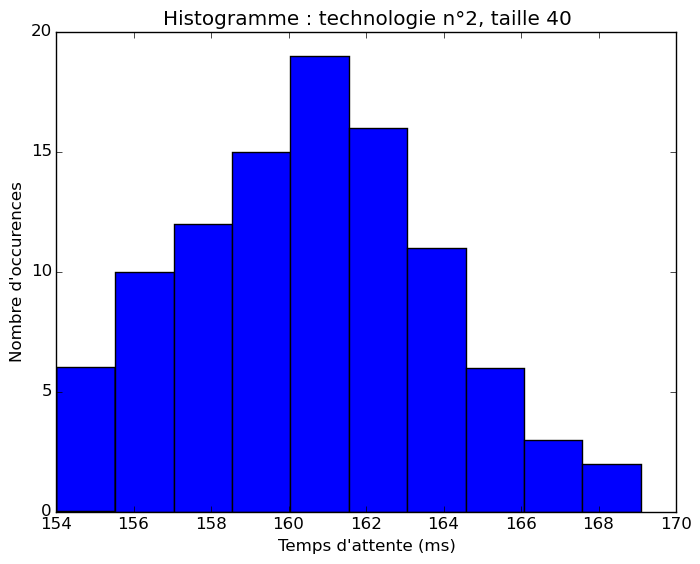 Histogramme : technologie n°2, taille 40
20
15
10
5
0
Nombre d'occurences
154 156 158 160 162 164 166 168 170
Temps d'attente (ms)